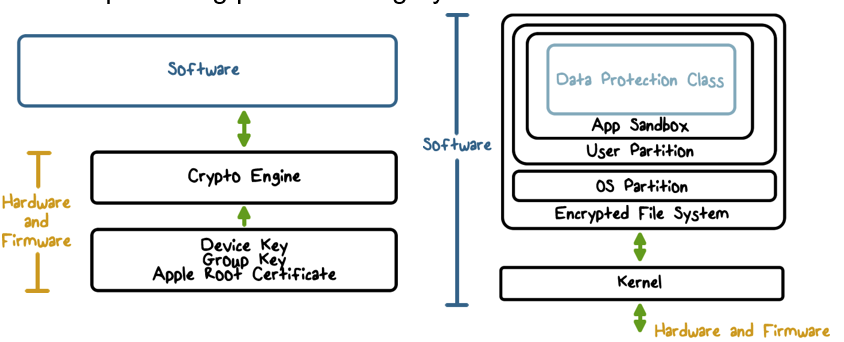 Software
Crypto Engine
Device Key
Group Key
Apple Root Certificate
Hardware
and
Firmware
Software
Data Protection Class
App Sandbox
User Partition
OS Partition
Encrypted File System
Kernel
Hardware and Firmware